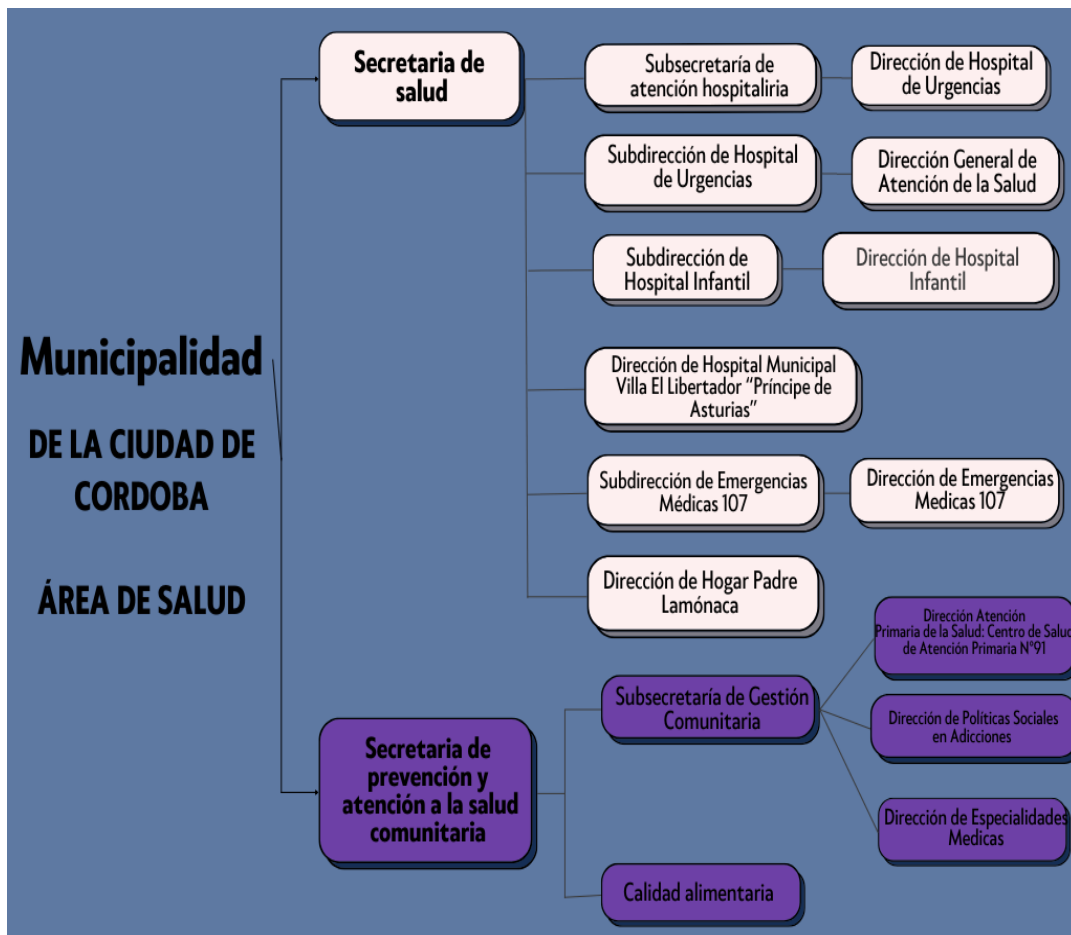 Municipalidad
DE LA CIUDAD DE
CORDOBA
ÁREA DE SALUD
Secretaria de
salud
Subsecretaría de
atención hospitaliria
Dirección de Hospital
de Urgencias
Subdirección de Hospital
de Urgencias
Dirección General de
Atención de la Salud
Subdirección de
Hospital Infantil
Dirección de Hospital
Infantil
Dirección de Hospital Municipal
Villa El Libertador “Príncipe de
Asturias”
Subdirección de Emergencias
Médicas 107
Dirección de Emergencias
Medicas 107
Dirección de Hogar Padre
Lamónaca
Secretaria de
prevención y
atención a la salud
comunitaria
Subsecretaría de Gestión
Comunitaria
Dirección Atención
Primaria de la Salud: Centro de Salud
de Atención Primaria N°91
Dirección de Políticas Sociales
en Adicciones
Dirección de Especialidades
Medicas
Calidad alimentaria